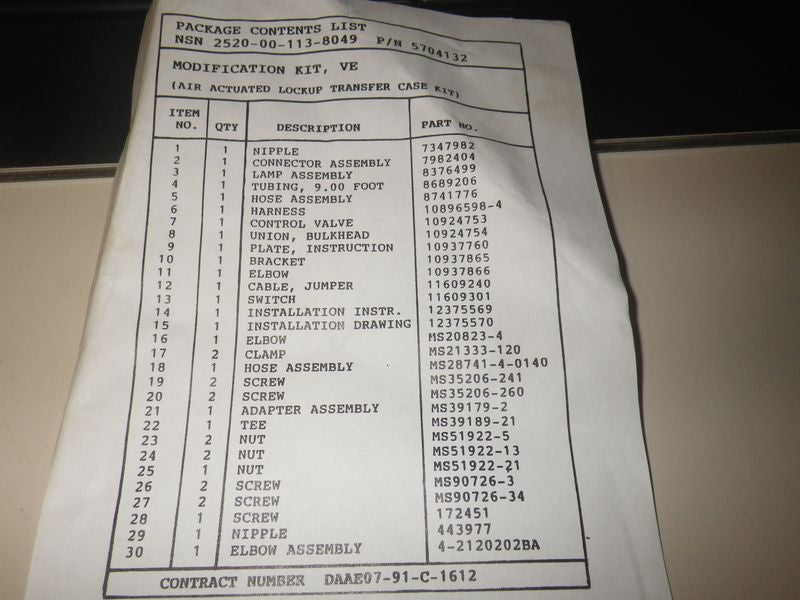 PACKAGE CONTENTS LIST
NSN 2520-00-113-8049 P/N 5704132
MODIFICATION KIT, VE
(AIR ACTUATED LOCKUP TRANSFER CASE KIT)
ITEM NO. QTY DESCRIPTION PART NO.
1 1 NIPPLE 7347982
2 1 CONNECTOR ASSEMBLY 7982404
3 1 LAMP ASSEMBLY 8376499
4 1 TUBING, 9.00 FOOT 8689206
5 1 HOSE ASSEMBLY 8741776
6 1 HARNESS 10896598-4
7 1 CONTROL VALVE 10924753
8 1 UNION, BULKHEAD 10924754
9 1 PLATE, INSTRUCTION 10937760
10 1 BRACKET 10937865
11 1 ELBOW 10937866
12 1 CABLE, JUMPER 11609240
13 1 SWITCH 11609301
14 1 INSTALLATION INSTR. 12375569
15 1 INSTALLATION DRAWING 12375570
16 1 ELBOW MS20823-4
17 2 CLAMP MS21333-120
18 1 HOSE ASSEMBLY MS28741-4-0140
19 2 SCREW MS35206-241
20 2 SCREW MS35206-260
21 1 ADAPTER ASSEMBLY MS39179-2
22 1 TEE MS39189-21
23 2 NUT MS51922-5
24 2 NUT MS51922-13
25 1 NUT MS51922-21
26 2 SCREW MS90726-3
27 2 SCREW MS90726-34
28 1 SCREW 172451
29 1 NIPPLE 443977
30 1 ELBOW ASSEMBLY 4-2120202BA
CONTRACT NUMBER DAAE07-91-C-1612